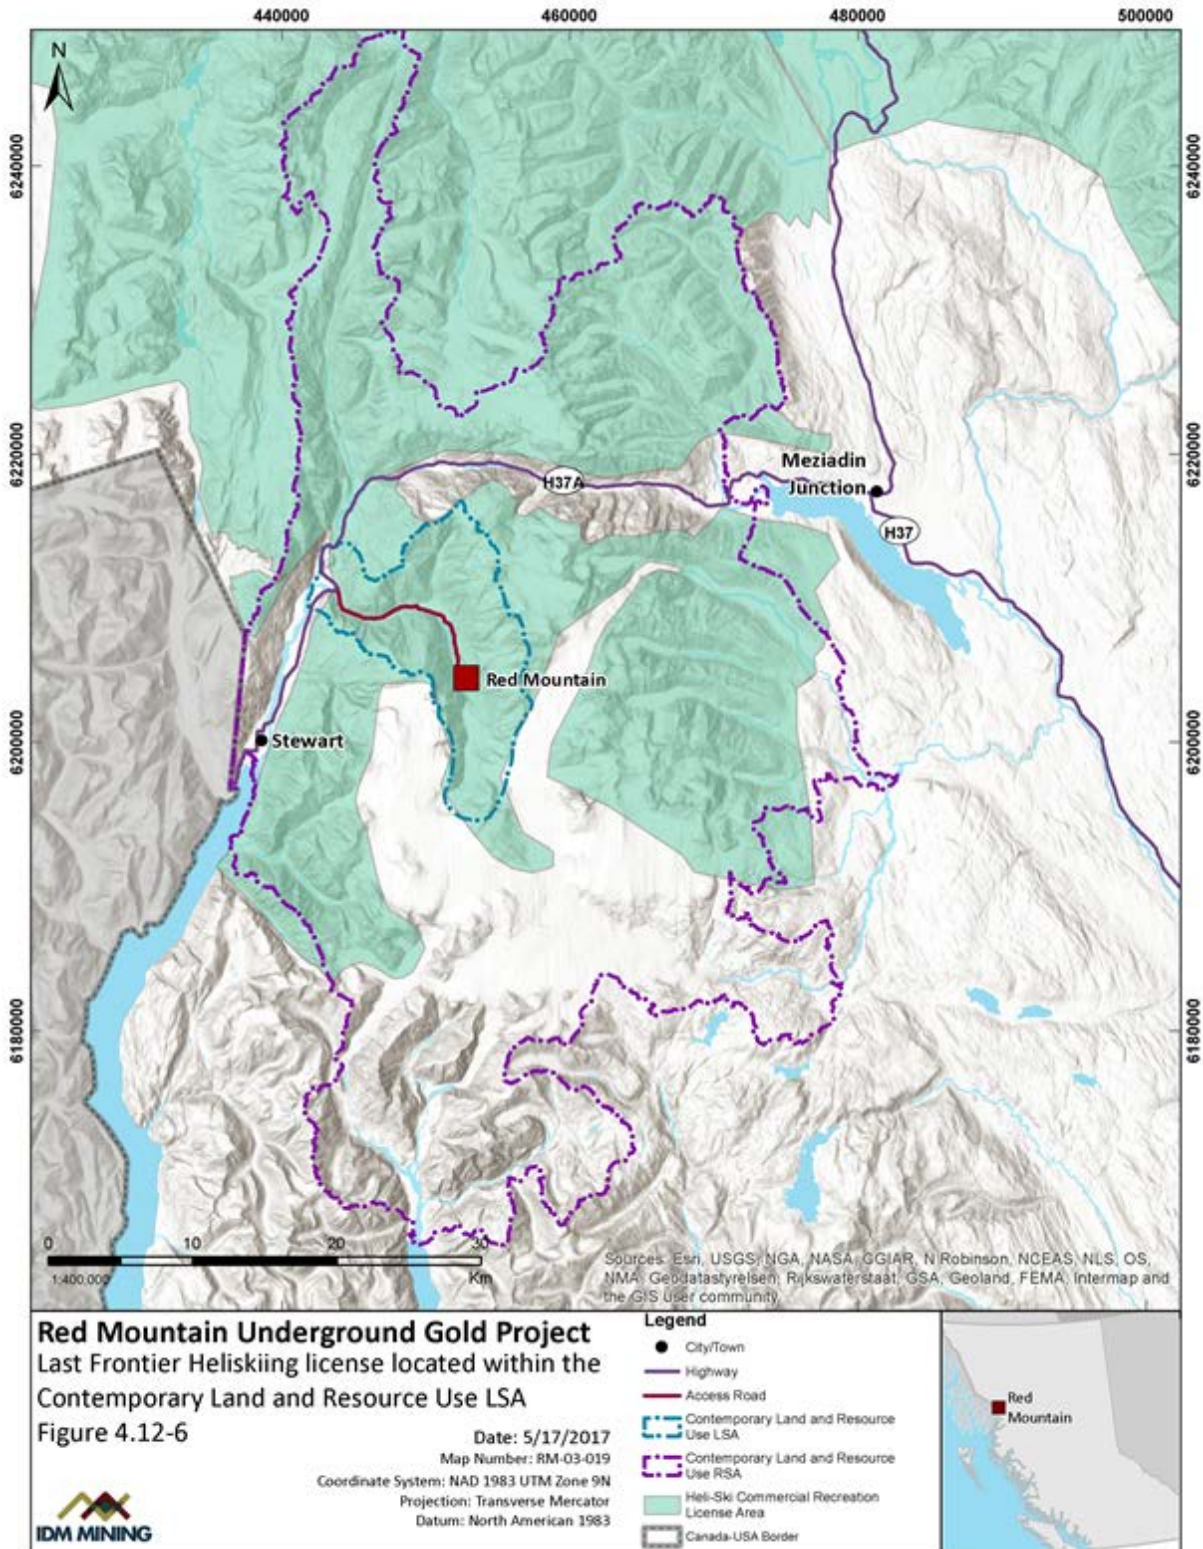 440000 460000 480000 500000
N
6240000 6240000
6220000 6220000
6200000 6200000
6180000 6180000
H37A
Meziadin
Junction
H37
Red Mountain
Stewart
0 10 20 30
1:400,000
Km
Sources: Esri, USGS, NGA, NASA, CGIAR, N Robinson, NCEAS, NLS, OS,
NMA, Geodatastyrelsen, Rijkswaterstaat, GSA, Geoland, FEMA, Intermap and
the GIS user community
Red Mountain Underground Gold Project
Last Frontier Heliskiing license located within the
Contemporary Land and Resource Use LSA
Figure 4.12-6
Date: 5/17/2017
Map Number: RM-03-019
Coordinate System: NAD 1983 UTM Zone 9N
Projection: Transverse Mercator
Datum: North American 1983
IDM MINING
Legend
City/Town
Highway
Access Road
Contemporary Land and Resource
Use LSA
Contemporary Land and Resource
Use RSA
Heli-Ski Commercial Recreation
License Area
Canada-USA Border
Red
Mountain